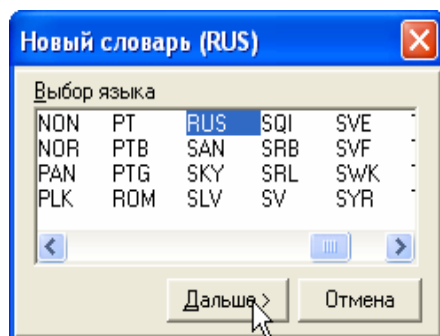 Новый словарь (RUS)
Выбор языка
NON PT RUS SQI SVE
NOR PTB SAN SRB SVF
PAN PTG SKY SRL SWK
PLK ROM SLV SV SYR
Дальше > Отмена